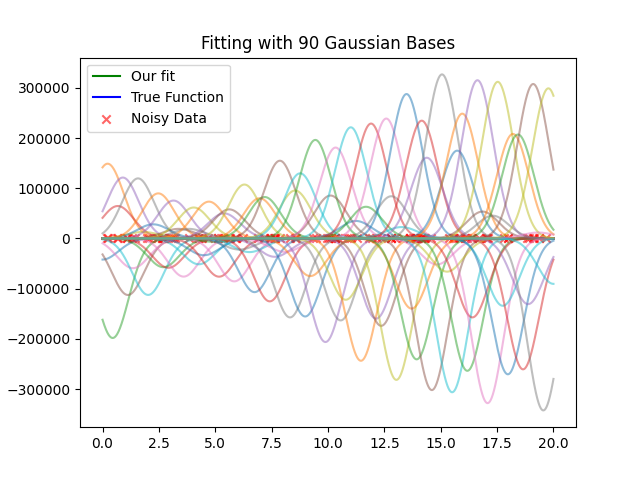 Fitting with 90 Gaussian Bases
Our fit
True Function
Noisy Data
300000
200000
100000
0
−100000
−200000
−300000
0.0 2.5 5.0 7.5 10.0 12.5 15.0 17.5 20.0